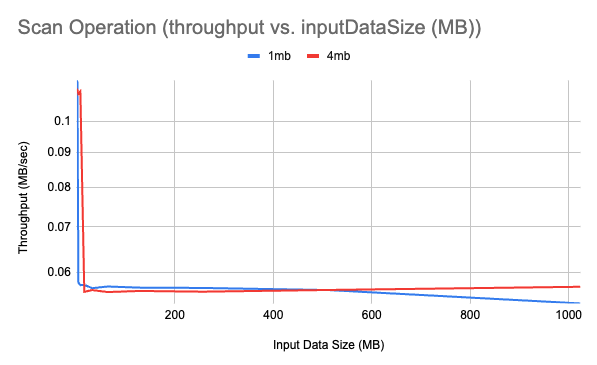 Scan Operation (throughput vs. inputDataSize (MB))
1mb 4mb
Throughput (MB/sec)
0.1
0.09
0.08
0.07
0.06
200 400 600 800 1000
Input Data Size (MB)